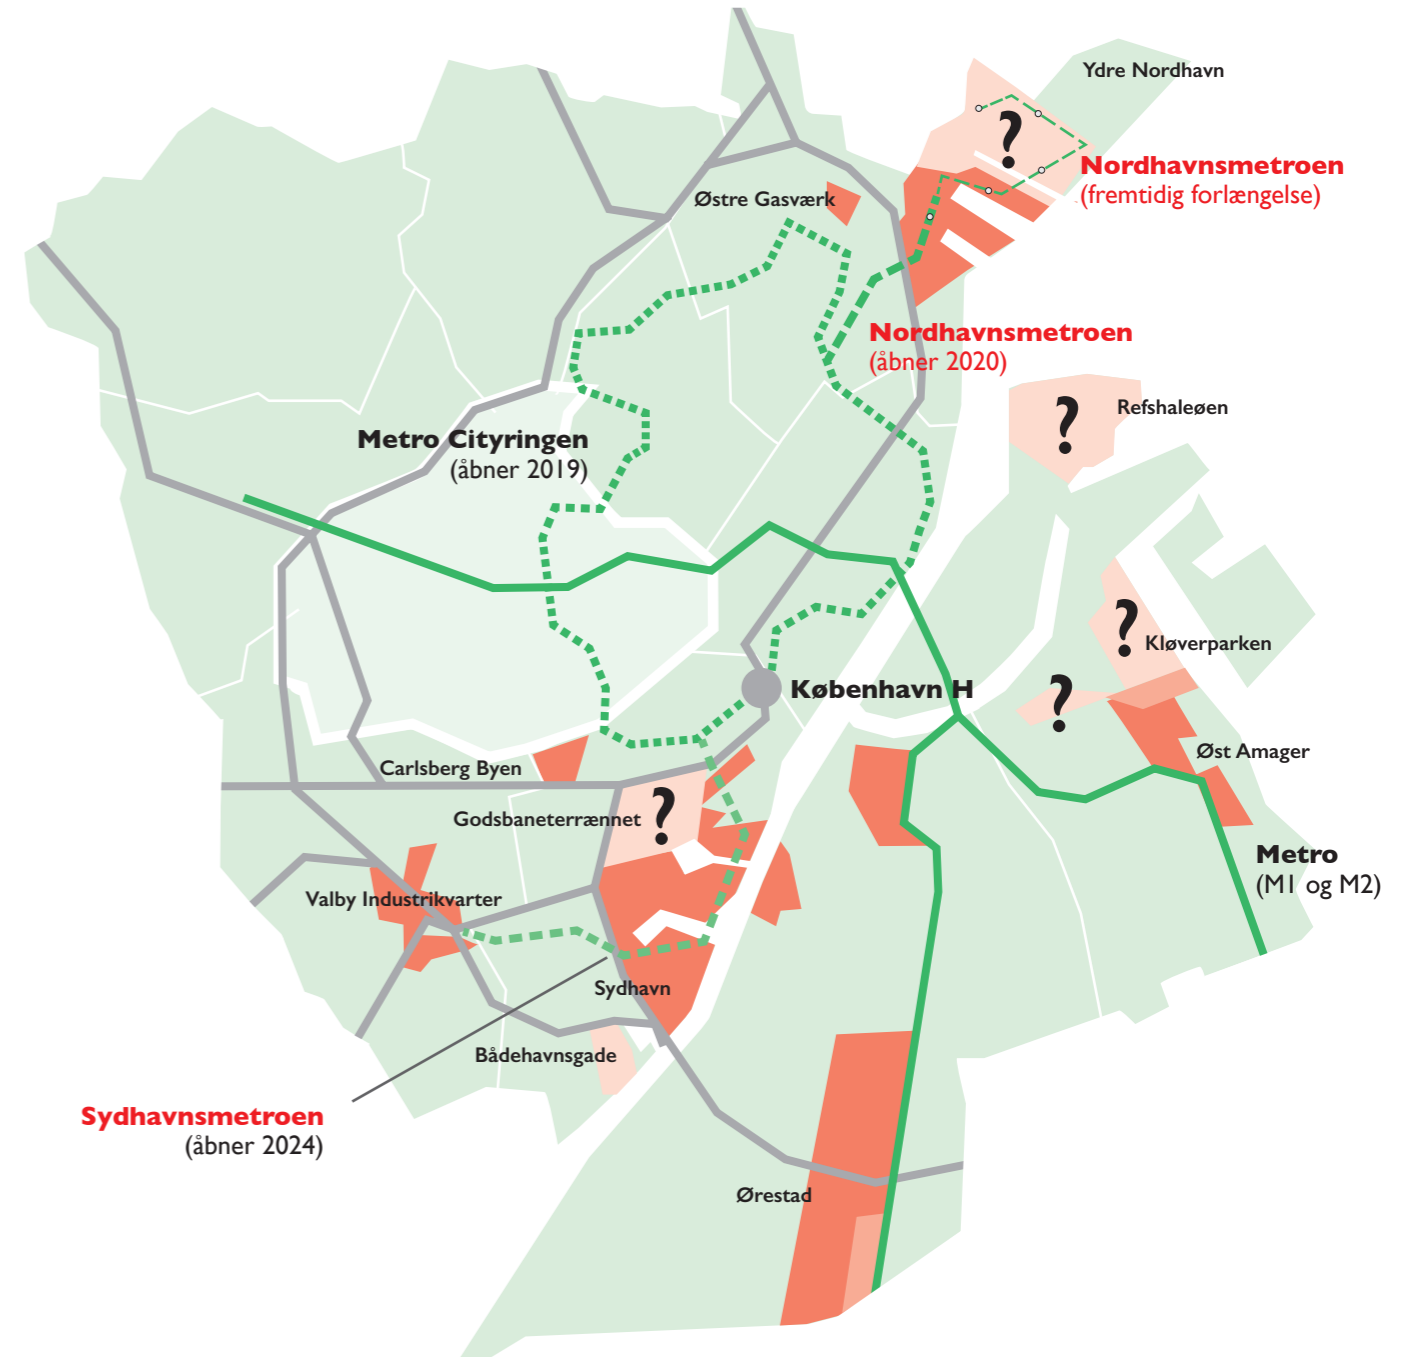 Ydre Nordhavn
?
Nordhavnsmetroen
(fremtidig forlængelse)
Østre Gasværk
Nordhavnsmetroen
(åbner 2020)
?
Refshaleøen
Metro Cityringen
(åbner 2019)
?
Kløverparken
København H
?
Øst Amager
Carlsberg Byen
Godsbaneterrænnet
?
Metro
(M1 og M2)
Valby Industrikvarter
Sydhavn
Bådehavnsgade
Sydhavnsmetroen
(åbner 2024)
Ørestad